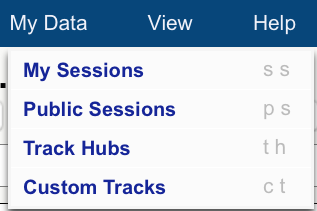 My Data View Help
My Sessions s s
Public Sessions p s
Track Hubs t h
Custom Tracks c t